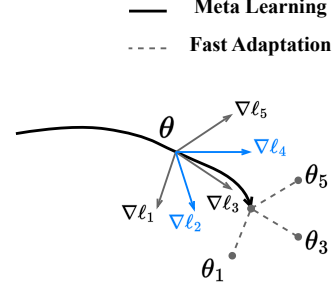 Meta Learning
Fast Adaptation
θ
∇ℓ₅
∇ℓ₄
∇ℓ₃
∇ℓ₁
∇ℓ₂
θ₅
θ₃
θ₁